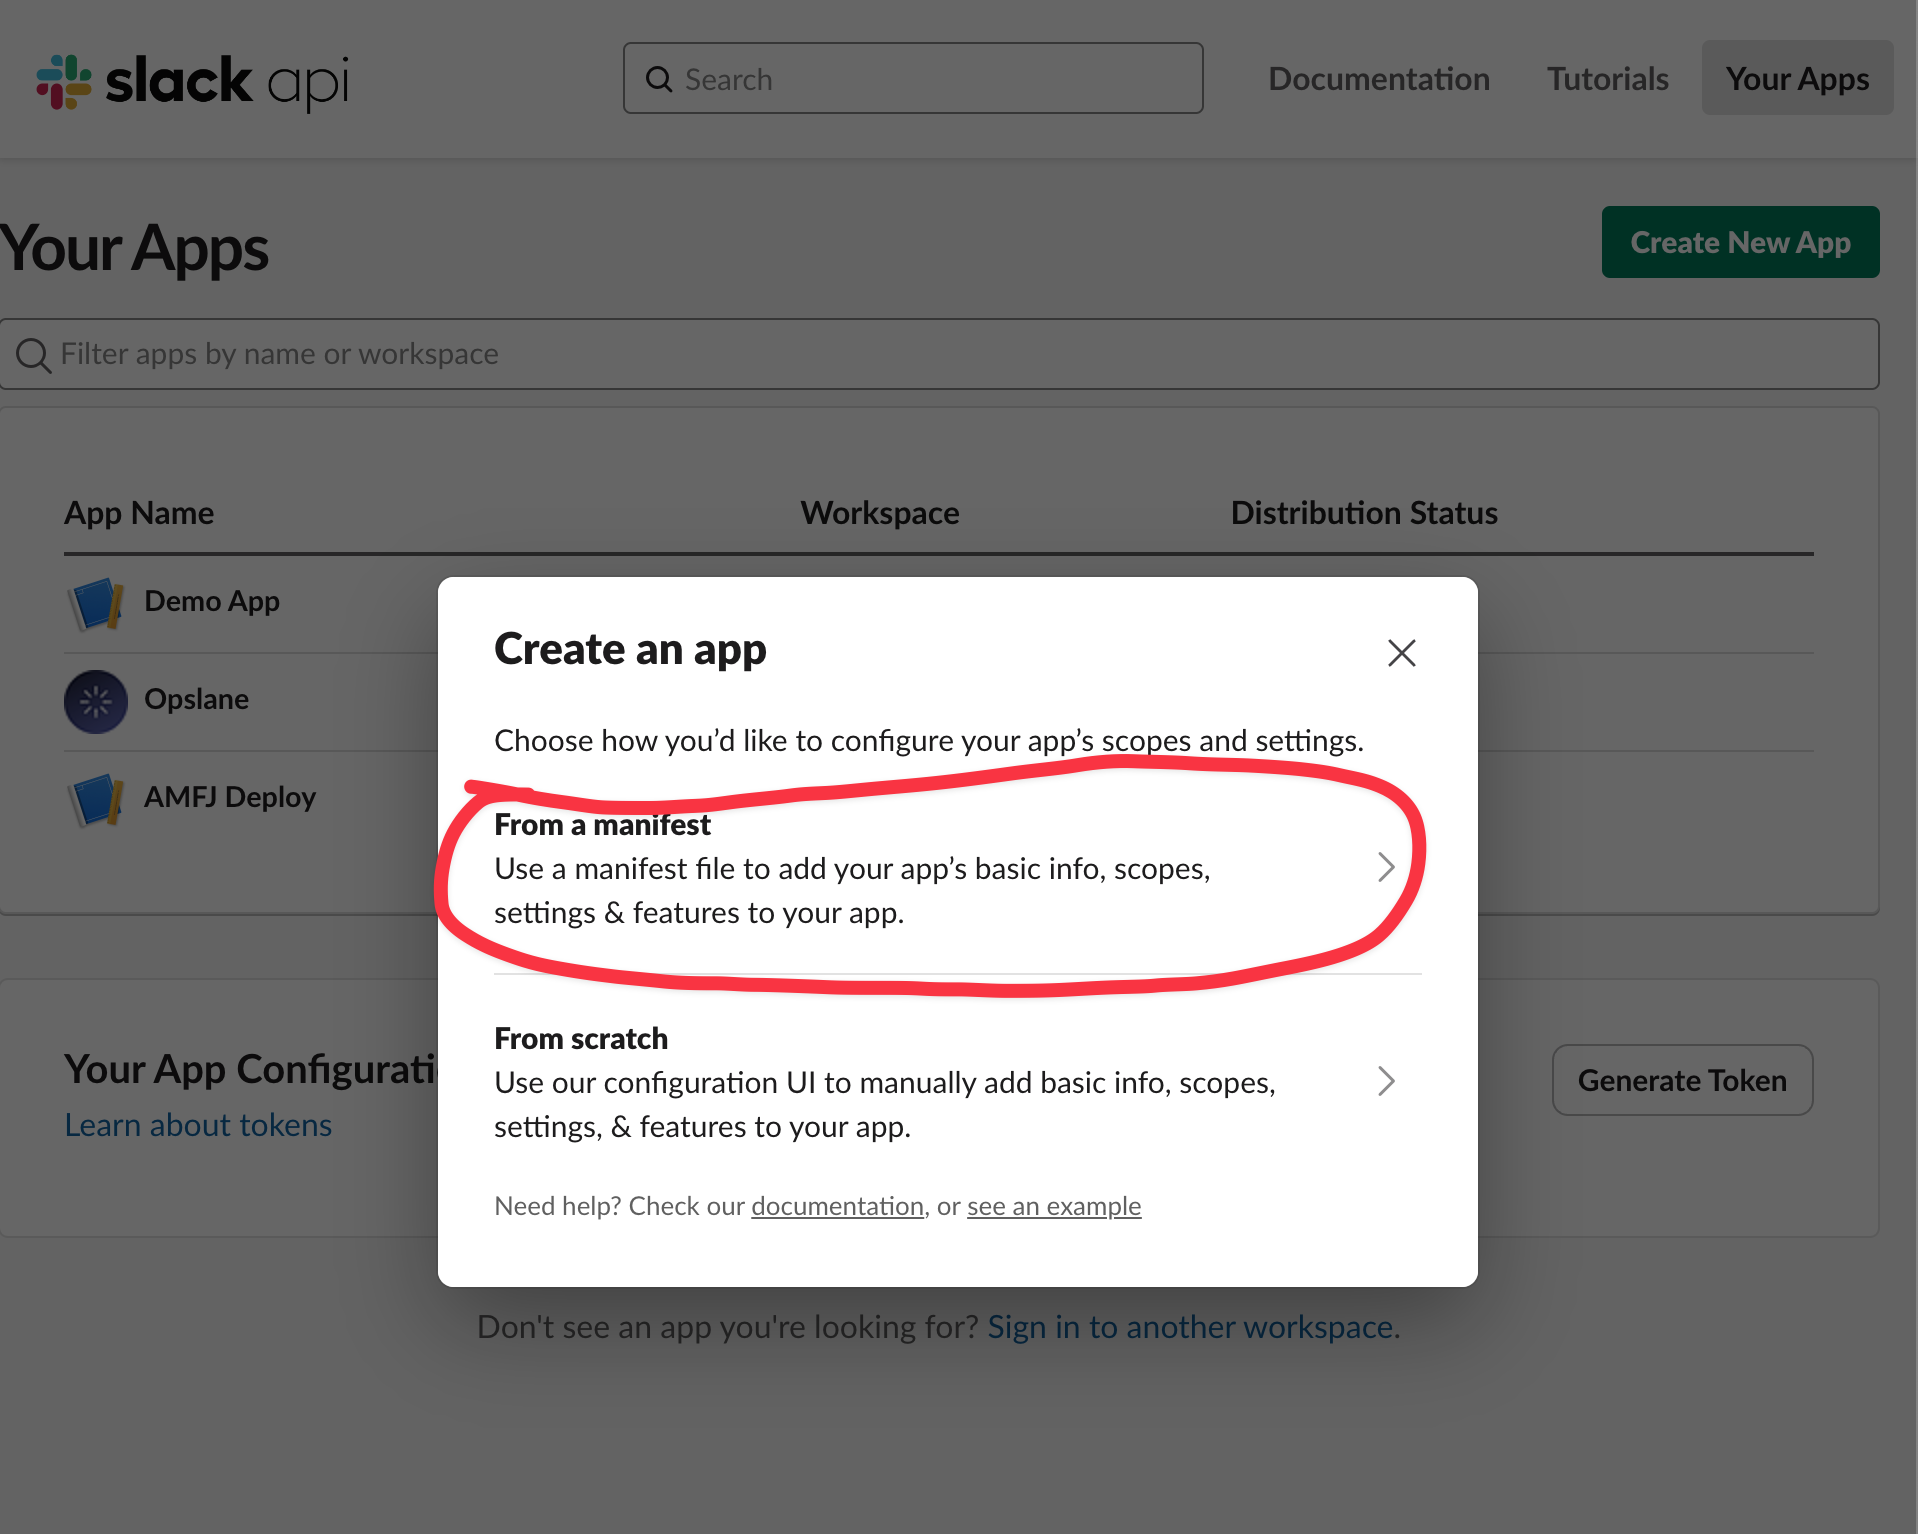 slack api
Search
Documentation
Tutorials
Your Apps
Your Apps
Create New App
Filter apps by name or workspace
App Name
Workspace
Distribution Status
Demo App
Opslane
AMFJ Deploy
Create an app
Choose how you’d like to configure your app’s scopes and settings.
From a manifest
Use a manifest file to add your app’s basic info, scopes,
settings & features to your app.
From scratch
Use our configuration UI to manually add basic info, scopes,
settings, & features to your app.
Need help? Check our documentation, or see an example
Your App Configurati
Learn about tokens
Generate Token
Don't see an app you're looking for? Sign in to another workspace.